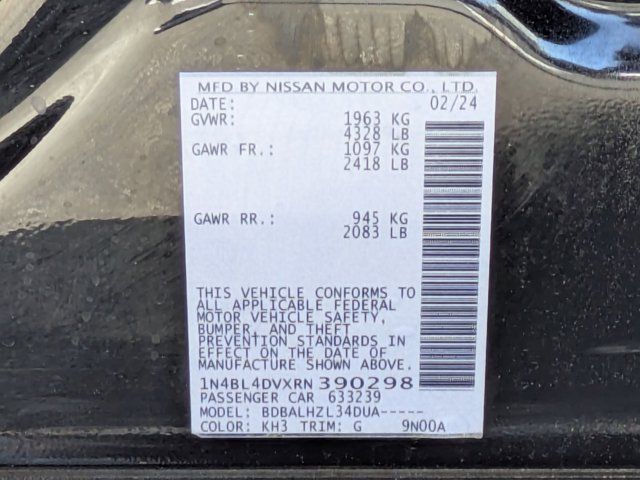 MFD BY NISSAN MOTOR CO., LTD.
DATE: 02/24
GVWR: 1963 KG
4328 LB
GAWR FR.: 1097 KG
2418 LB
GAWR RR.: 945 KG
2083 LB
THIS VEHICLE CONFORMS TO
ALL APPLICABLE FEDERAL
MOTOR VEHICLE SAFETY,
BUMPER, AND THEFT
PREVENTION STANDARDS IN
EFFECT ON THE DATE OF
MANUFACTURE SHOWN ABOVE.
1N4BL4DVXRN390298
PASSENGER CAR 633239
MODEL: BDBALHZL34DUA-----
COLOR: KH3 TRIM: G 9N00A